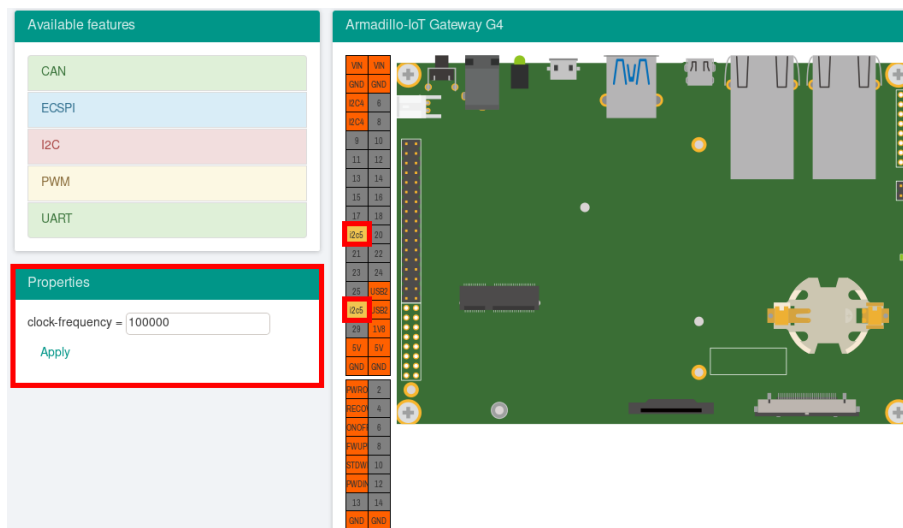 Available features
CAN
ECSPI
I2C
PWM
UART
Properties
clock-frequency = 100000
Apply
Armadillo-IoT Gateway G4
VIN VIN
GND GND
I2C4 6
I2C4 8
9 10
11 12
13 14
15 16
17 18
i2c5 20
21 22
23 24
25 USB2
i2c5 USB2
29 1V8
5V 5V
GND GND
PWRO 2
RECO 4
ONOF 6
FWUP 8
STDW 10
PWDIN 12
13 14
GND GND